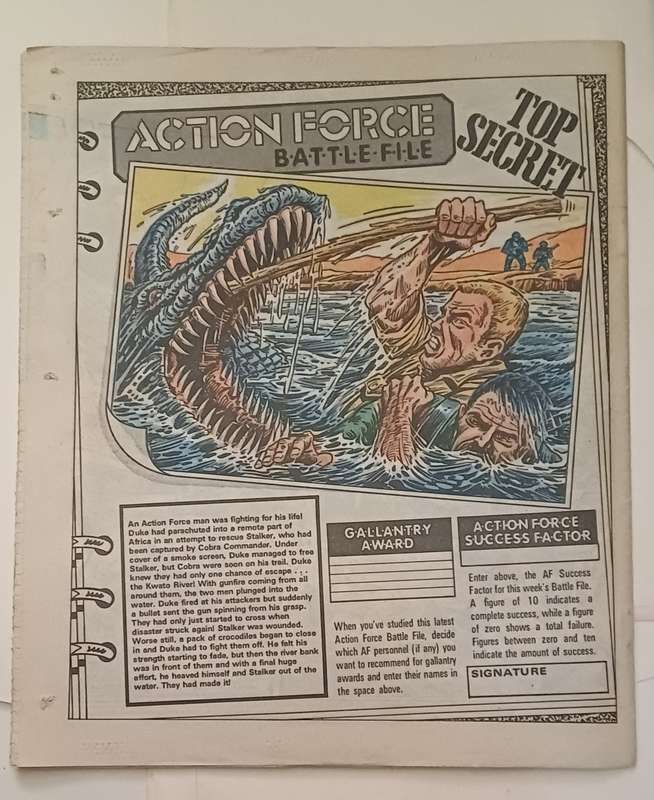 ACTION FORCE
B·A·T·T·L·E·F·I·L·E
TOP
SECRET
An Action Force man was fighting for his life!
Duke had parachuted into a remote part of
Africa in an attempt to rescue Stalker, who had
been captured by Cobra Commander. Under
cover of a smoke screen, Duke managed to free
Stalker, but Cobra were soon on his trail. Duke
knew they had only one chance of escape . . .
the Kwato River! With gunfire coming from all
around them, the two men plunged into the
water. Duke fired at his attackers but suddenly
a bullet sent the gun spinning from his grasp.
They had only just started to cross when
disaster struck again! Stalker was wounded.
Worse still, a pack of crocodiles began to close
in and Duke had to fight them off. He felt his
strength starting to fade, but then the river bank
was in front of them and with a final huge
effort, he heaved himself and Stalker out of the
water. They had made it!
GALLANTRY
AWARD
When you've studied this latest
Action Force Battle File, decide
which AF personnel (if any) you
want to recommend for gallantry
awards and enter their names in
the space above.
ACTION FORCE
SUCCESS FACTOR
Enter above, the AF Success
Factor for this week's Battle File.
A figure of 10 indicates a
complete success, while a figure
of zero shows a total failure.
Figures between zero and ten
indicate the amount of success.
SIGNATURE